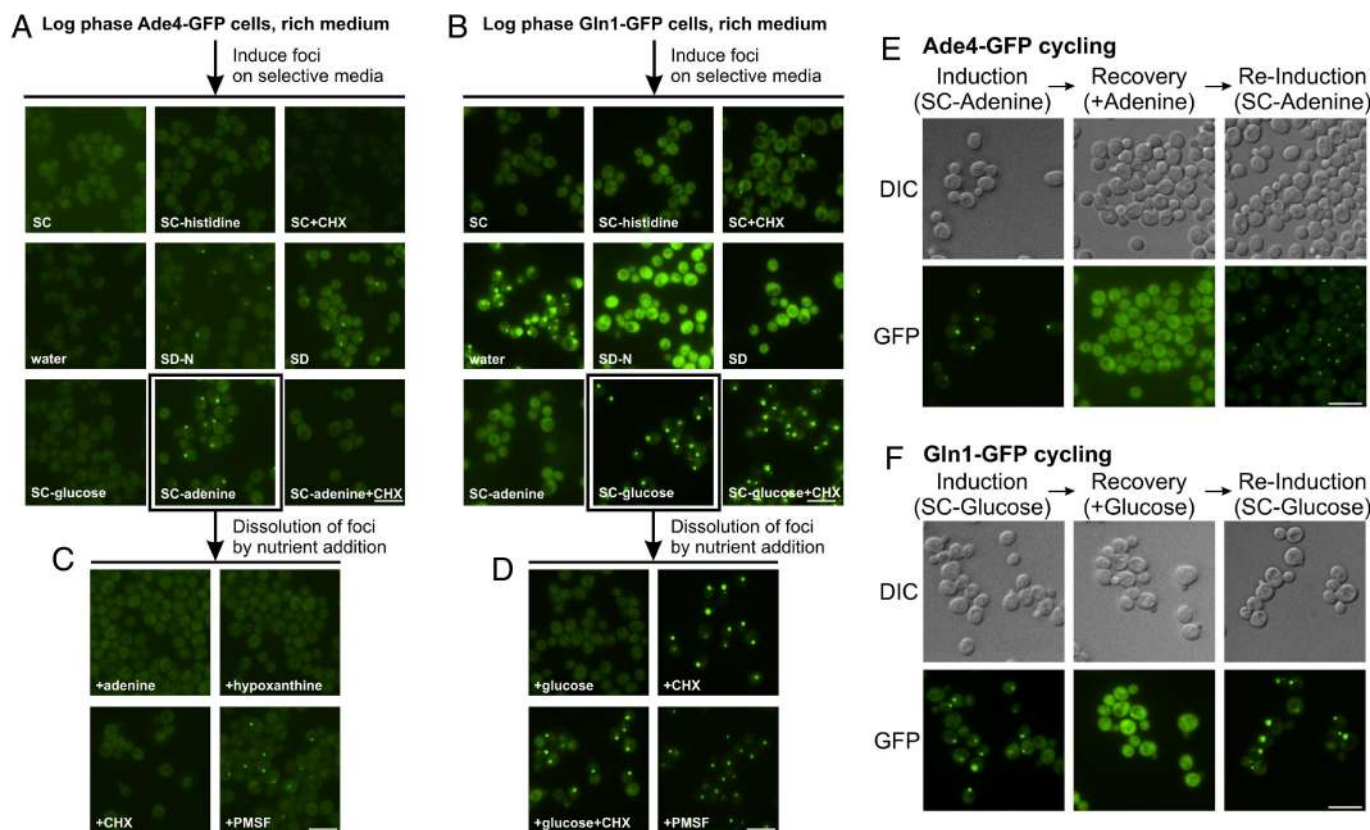 A
Log phase Ade4-GFP cells, rich medium
Induce foci
on selective media
SC
SC-histidine
SC+CHX
water
SD-N
SD
SC-glucose
SC-adenine
SC-adenine+CHX
Dissolution of foci
by nutrient addition
B
Log phase Gln1-GFP cells, rich medium
Induce foci
on selective media
SC
SC-histidine
SC+CHX
water
SD-N
SD
SC-adenine
SC-glucose
SC-glucose+CHX
Dissolution of foci
by nutrient addition
C
+adenine
+hypoxanthine
+CHX
+PMSF
D
+glucose
+CHX
+glucose+CHX
+PMSF
E
Ade4-GFP cycling
Induction
(SC-Adenine)
Recovery
(+Adenine)
Re-Induction
(SC-Adenine)
DIC
GFP
F
Gln1-GFP cycling
Induction
(SC-Glucose)
Recovery
(+Glucose)
Re-Induction
(SC-Glucose)
DIC
GFP